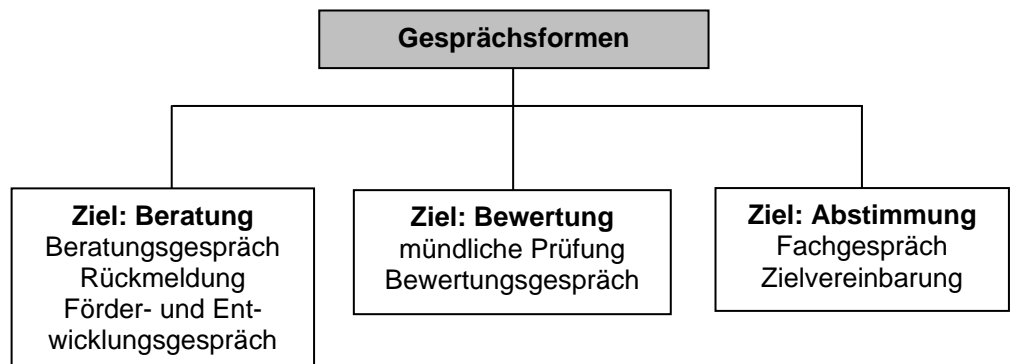 Gesprächsformen
Ziel: Beratung
Beratungsgespräch
Rückmeldung
Förder- und Ent-
wicklungsgespräch
Ziel: Bewertung
mündliche Prüfung
Bewertungsgespräch
Ziel: Abstimmung
Fachgespräch
Zielvereinbarung